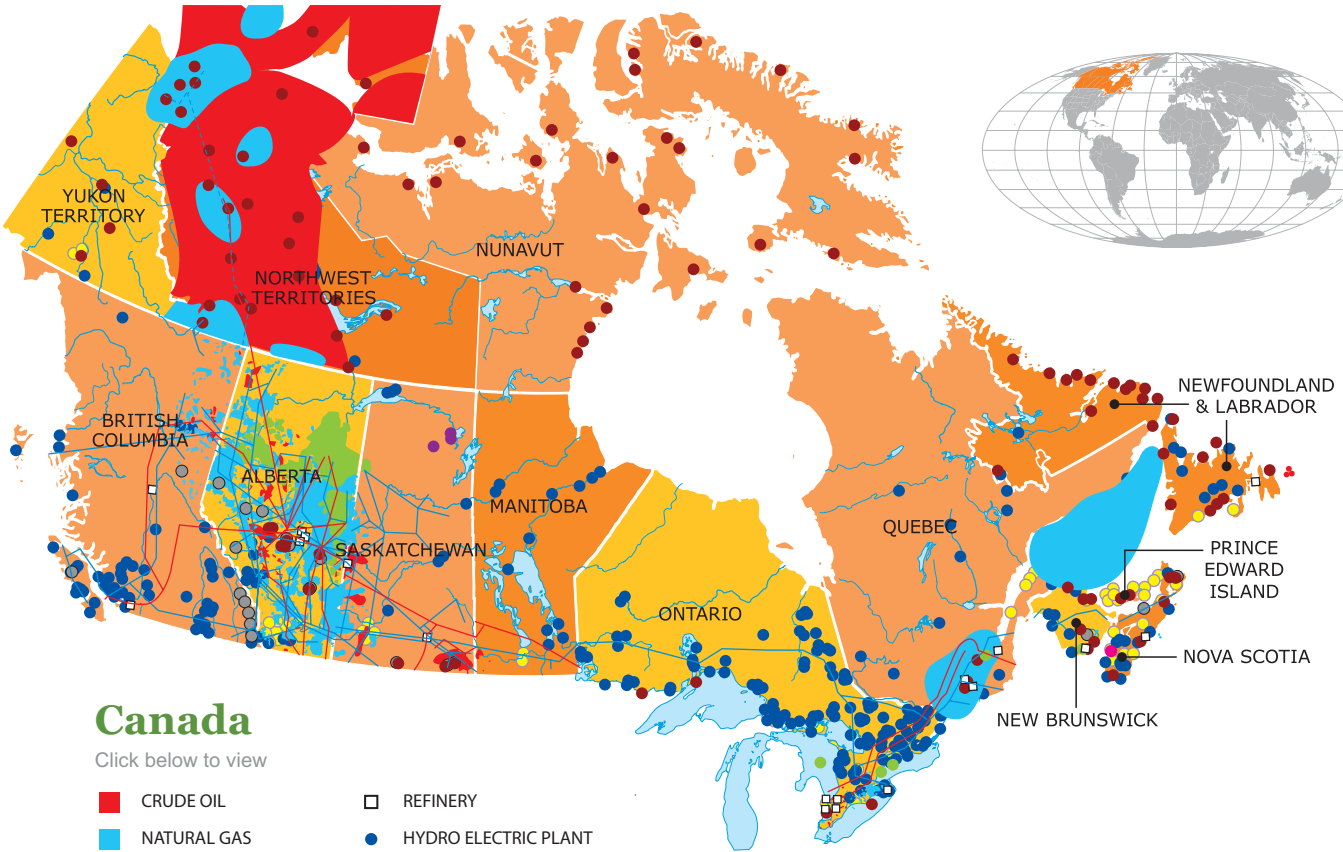 YUKON
TERRITORY
NORTHWEST
TERRITORIES
NUNAVUT
BRITISH
COLUMBIA
ALBERTA
SASKATCHEWAN
MANITOBA
ONTARIO
QUEBEC
NEWFOUNDLAND
& LABRADOR
PRINCE
EDWARD
ISLAND
NOVA SCOTIA
NEW BRUNSWICK
Canada
Click below to view
CRUDE OIL
REFINERY
NATURAL GAS
HYDRO ELECTRIC PLANT